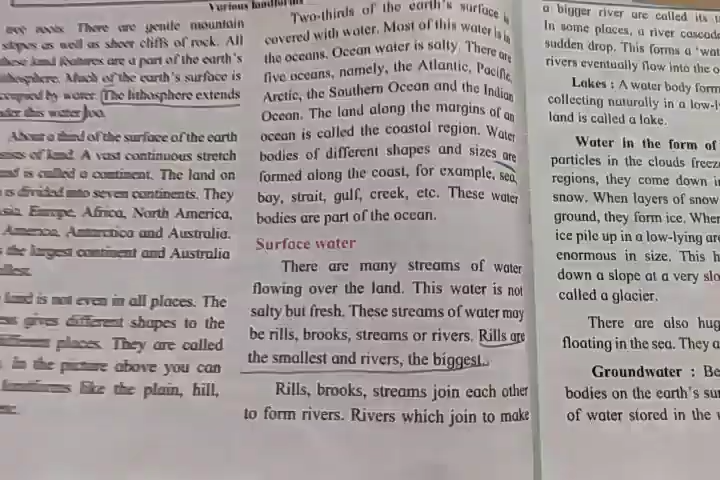 Various landforms
roots. There are gentle mountain
slopes as well as sheer cliffs of rock. All
these land features are a part of the earth's
lithosphere. Much of the earth's surface is
occupied by water. The lithosphere extends
under this water too.
About a third of the surface of the earth
of land. A vast continuous stretch
is called a continent. The land on
is divided into seven continents. They
Asia, Europe, Africa, North America,
America, Antarctica and Australia.
the largest continent and Australia
land is not even in all places. The
gives different shapes to the
places. They are called
in the picture above you can
landforms like the plain, hill,
Two-thirds of the earth's surface is
covered with water. Most of this water is in
the oceans. Ocean water is salty. There are
five oceans, namely, the Atlantic, Pacific,
Arctic, the Southern Ocean and the Indian
Ocean. The land along the margins of an
ocean is called the coastal region. Water
bodies of different shapes and sizes are
formed along the coast, for example, sea,
bay, strait, gulf, creek, etc. These water
bodies are part of the ocean.
Surface water
There are many streams of water
flowing over the land. This water is not
salty but fresh. These streams of water may
be rills, brooks, streams or rivers. Rills are
the smallest and rivers, the biggest.
Rills, brooks, streams join each other
to form rivers. Rivers which join to make
a bigger river are called its
In some places, a river
sudden drop. This forms a
rivers eventually flow into the
Lakes : A water body
collecting naturally in a
land is called a lake.
Water in the form of
particles in the clouds
regions, they come down
snow. When layers of snow
ground, they form ice.
ice pile up in a low-lying
enormous in size. This
down a slope at a very
called a glacier.
There are also
floating in the sea. They
Groundwater :
bodies on the earth's
of water stored in the